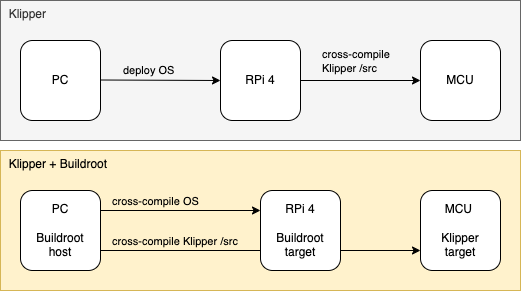 Klipper
PC
deploy OS
RPi 4
cross-compile
Klipper /src
MCU
Klipper + Buildroot
PC
Buildroot
host
cross-compile OS
cross-compile Klipper /src
RPi 4
Buildroot
target
MCU
Klipper
target